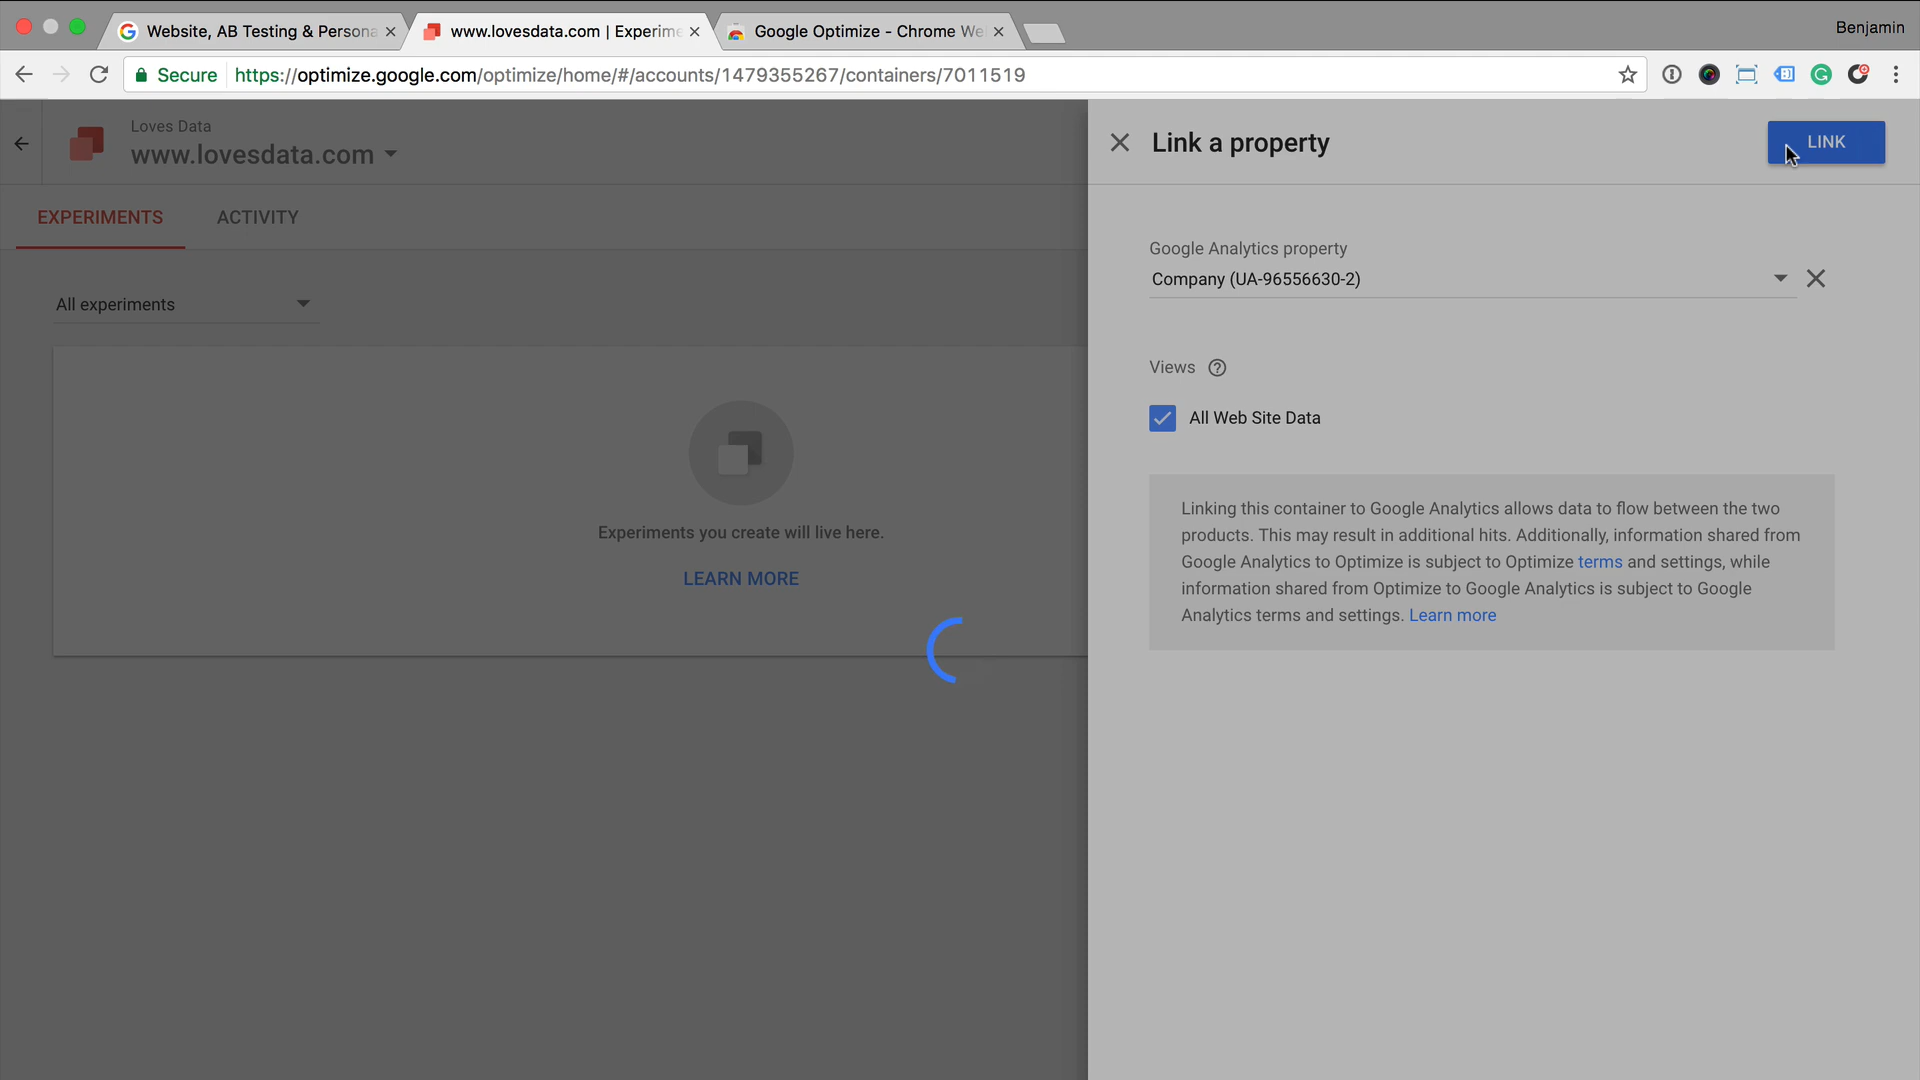 Website, AB Testing & Persona
www.lovesdata.com | Experime
Google Optimize - Chrome We
Benjamin
Secure
https://optimize.google.com/optimize/home/#/accounts/1479355267/containers/7011519
Loves Data
www.lovesdata.com
Link a property
LINK
EXPERIMENTS
ACTIVITY
Google Analytics property
Company (UA-96556630-2)
All experiments
Views
All Web Site Data
Experiments you create will live here.
LEARN MORE
Linking this container to Google Analytics allows data to flow between the two
products. This may result in additional hits. Additionally, information shared from
Google Analytics to Optimize is subject to Optimize terms and settings, while
information shared from Optimize to Google Analytics is subject to Google
Analytics terms and settings. Learn more